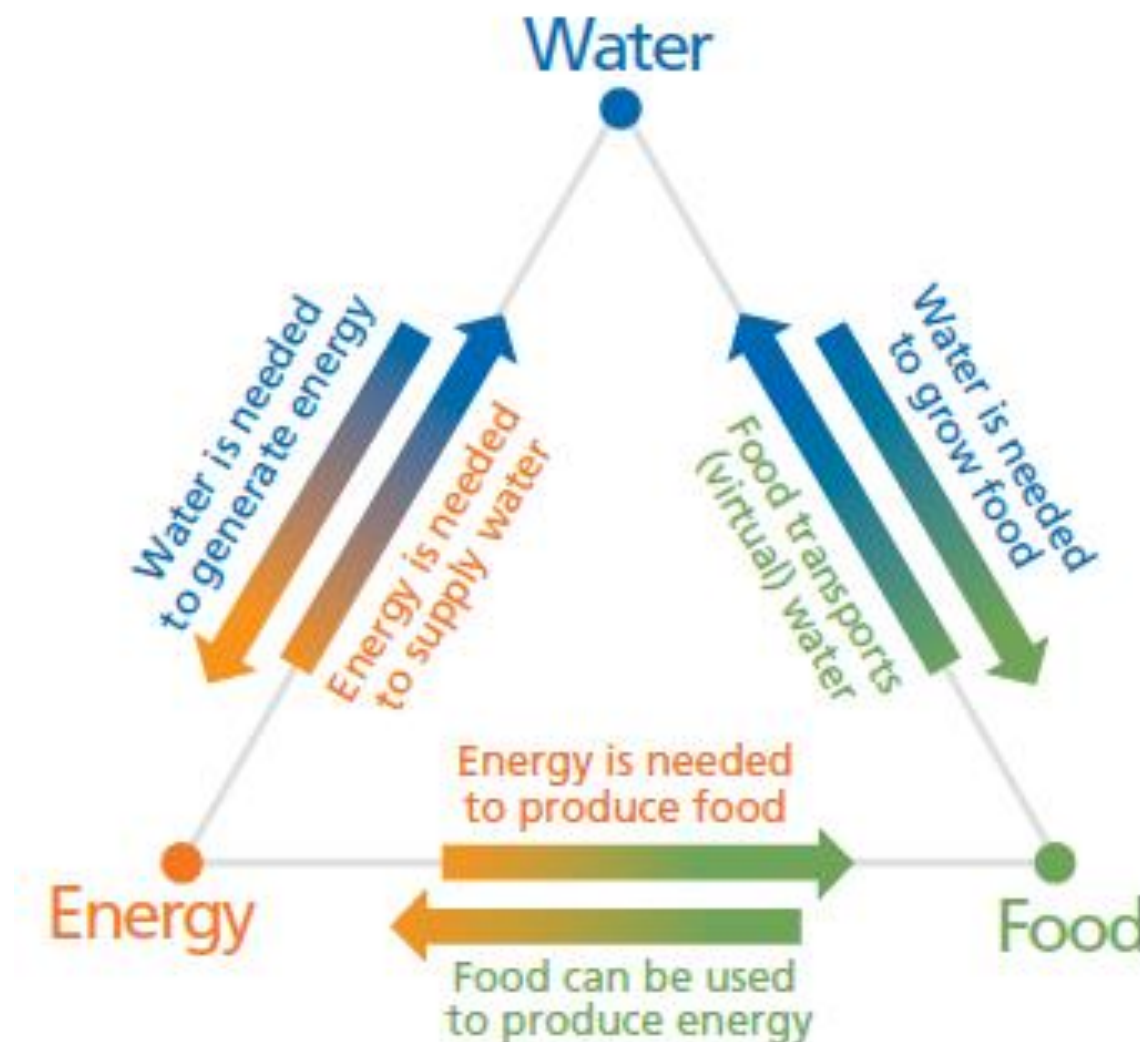 Water
Water is needed
to generate energy
Energy is needed
to supply water
Food transports
(virtual) water
Water is needed
to grow food
Energy is needed
to produce food
Energy
Food
Food can be used
to produce energy